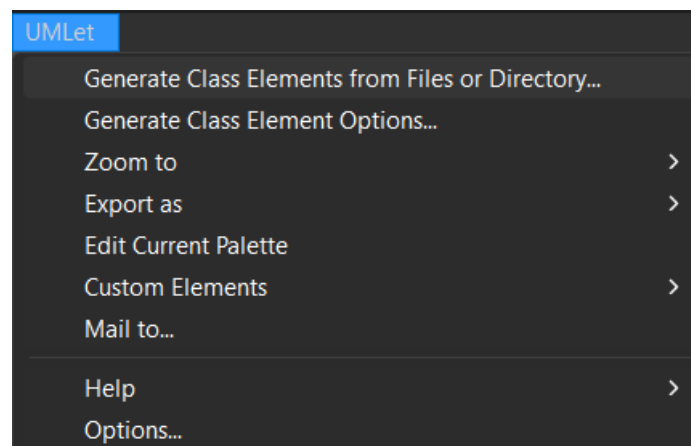 UMLet
Generate Class Elements from Files or Directory...
Generate Class Element Options...
Zoom to
Export as
Edit Current Palette
Custom Elements
Mail to...
Help
Options...